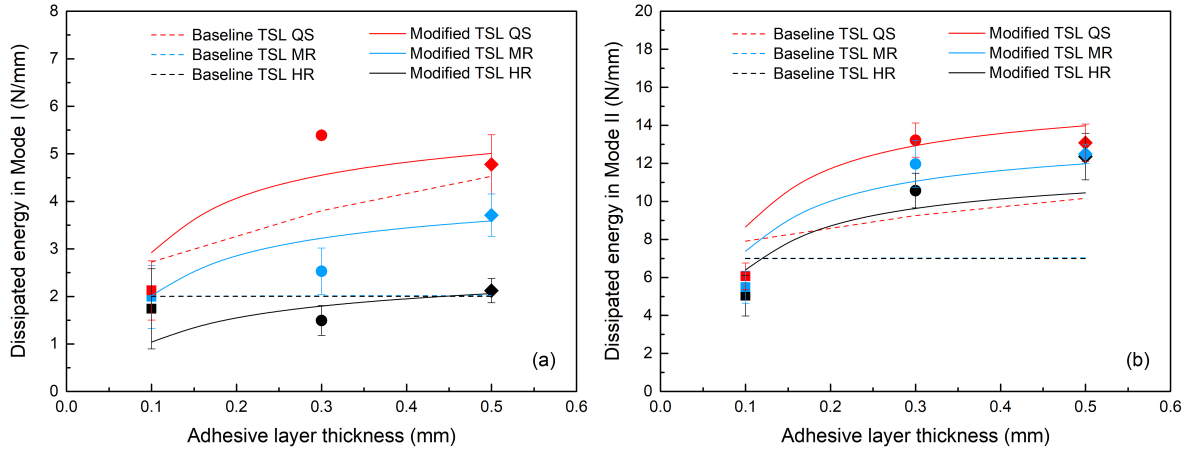 Dissipated energy in Mode I (N/mm)
8
7
6
5
4
3
2
1
0
Baseline TSL QS
Baseline TSL MR
Baseline TSL HR
Modified TSL QS
Modified TSL MR
Modified TSL HR
(a)
0.0 0.1 0.2 0.3 0.4 0.5 0.6
Adhesive layer thickness (mm)
Dissipated energy in Mode II (N/mm)
20
18
16
14
12
10
8
6
4
2
0
Baseline TSL QS
Baseline TSL MR
Baseline TSL HR
Modified TSL QS
Modified TSL MR
Modified TSL HR
(b)
0.0 0.1 0.2 0.3 0.4 0.5 0.6
Adhesive layer thickness (mm)